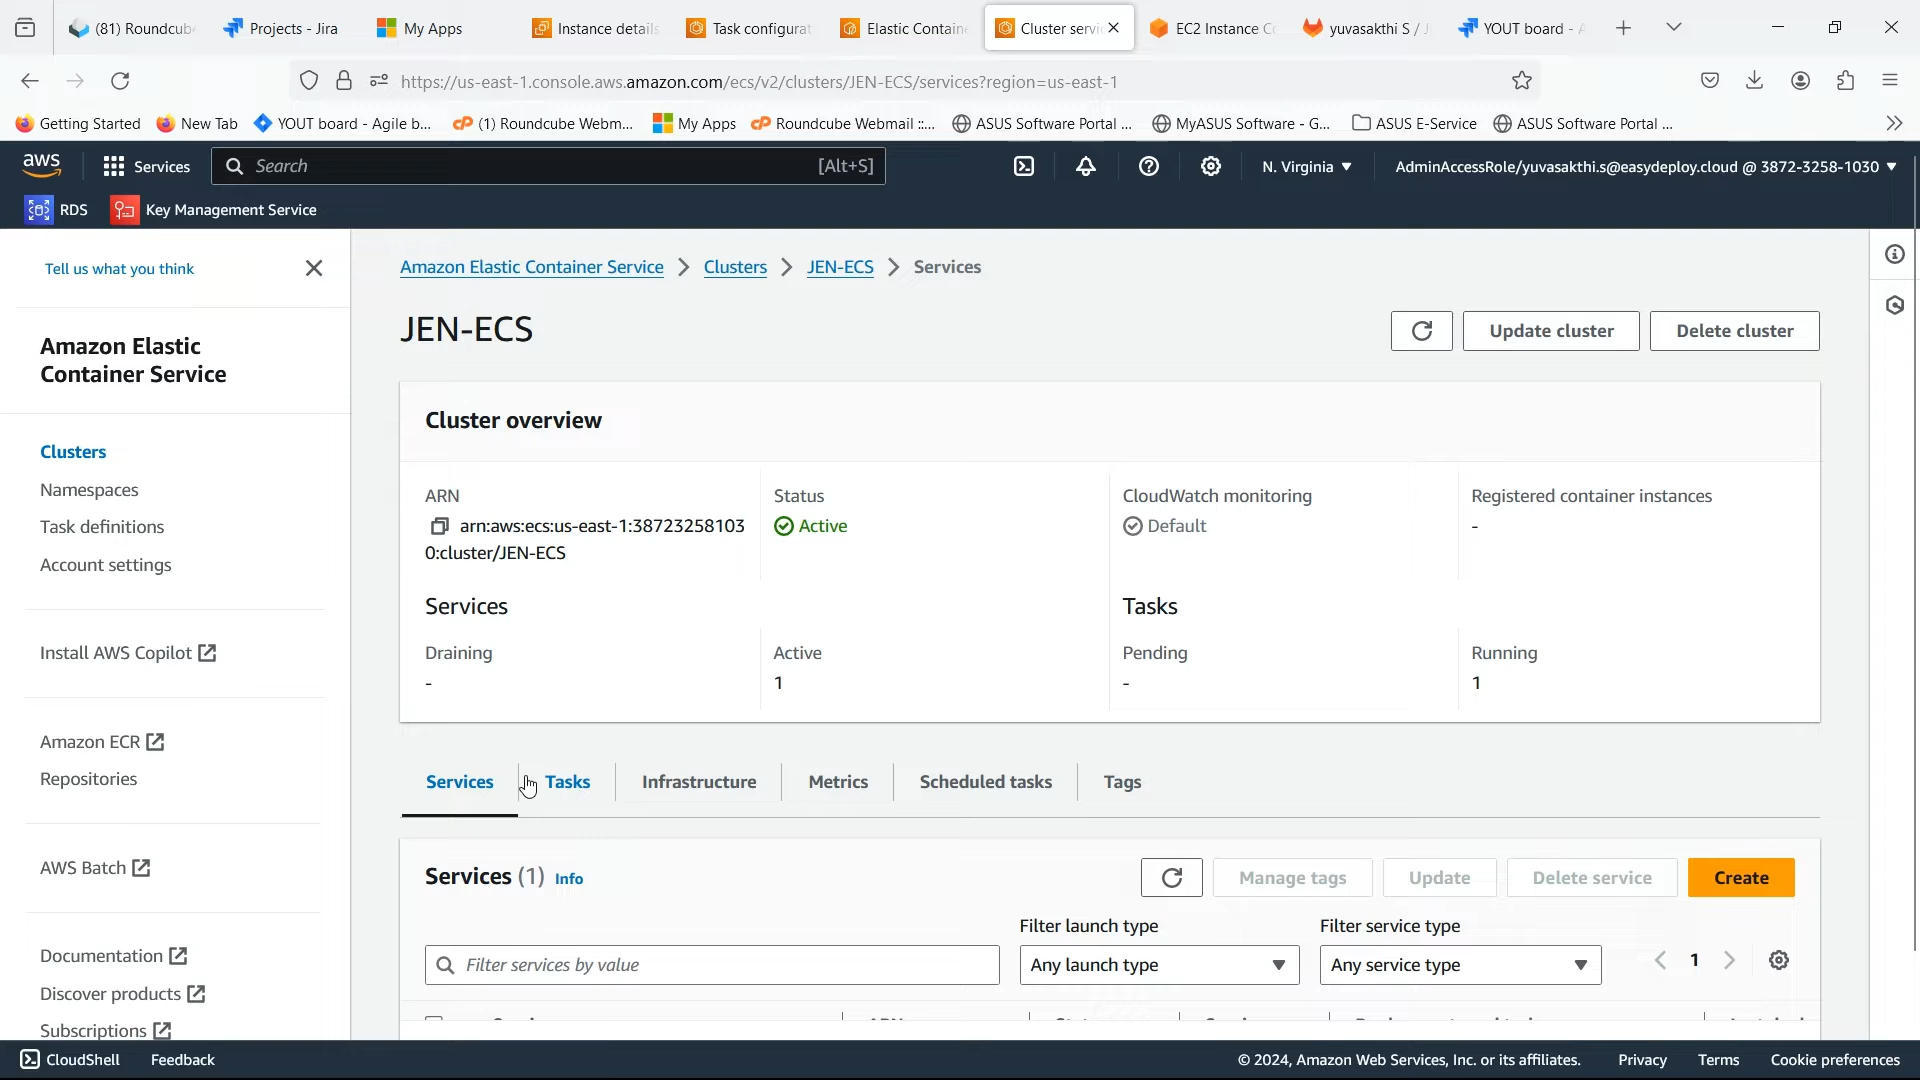 (81) Roundcub
Projects - Jira
My Apps
Instance details
Task configurat
Elastic Containe
Cluster servi
EC2 Instance Co
yuvasakthi S / J
YOUT board - A
https://us-east-1.console.aws.amazon.com/ecs/v2/clusters/JEN-ECS/services?region=us-east-1
Getting Started
New Tab
YOUT board - Agile b...
(1) Roundcube Webm...
My Apps
Roundcube Webmail ::...
ASUS Software Portal ...
MyASUS Software - G...
ASUS E-Service
ASUS Software Portal ...
aws
Services
Search
[Alt+S]
N. Virginia
AdminAccessRole/yuvasakthi.s@easydeploy.cloud @ 3872-3258-1030
RDS
Key Management Service
Tell us what you think
Amazon Elastic
Container Service
Clusters
Namespaces
Task definitions
Account settings
Install AWS Copilot
Amazon ECR
Repositories
AWS Batch
Documentation
Discover products
Subscriptions
Amazon Elastic Container Service
Clusters
JEN-ECS
Services
JEN-ECS
Update cluster
Delete cluster
Cluster overview
ARN
arn:aws:ecs:us-east-1:38723258103
0:cluster/JEN-ECS
Status
Active
CloudWatch monitoring
Default
Registered container instances
-
Services
Tasks
Draining
-
Active
1
Pending
-
Running
1
Services
Tasks
Infrastructure
Metrics
Scheduled tasks
Tags
Services (1) Info
Manage tags
Update
Delete service
Create
Filter launch type
Filter service type
Filter services by value
Any launch type
Any service type
1
CloudShell
Feedback
© 2024, Amazon Web Services, Inc. or its affiliates.
Privacy
Terms
Cookie preferences